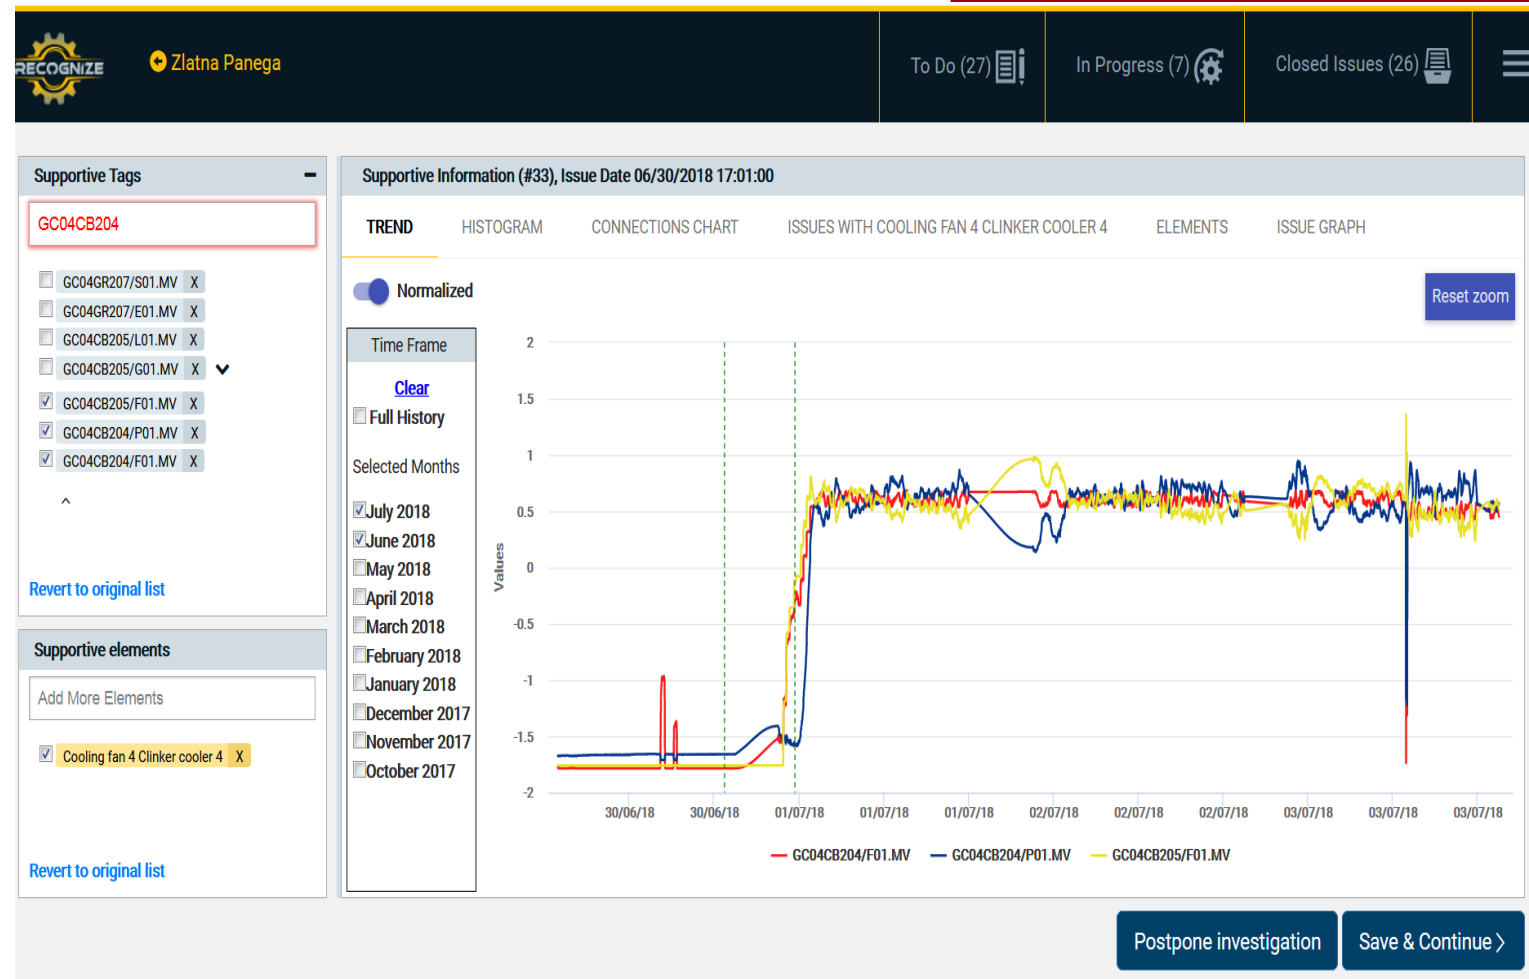 RECOGNIZE
Zlatna Panega
To Do (27)
In Progress (7)
Closed Issues (26)
Supportive Tags
GC04CB204
GC04GR207/S01.MV X
GC04GR207/E01.MV X
GC04CB205/L01.MV X
GC04CB205/G01.MV X
GC04CB205/F01.MV X
GC04CB204/P01.MV X
GC04CB204/F01.MV X
Revert to original list
Supportive elements
Add More Elements
Cooling fan 4 Clinker cooler 4 X
Revert to original list
Supportive Information (#33), Issue Date 06/30/2018 17:01:00
TREND HISTOGRAM CONNECTIONS CHART ISSUES WITH COOLING FAN 4 CLINKER COOLER 4 ELEMENTS ISSUE GRAPH
Normalized
Reset zoom
Time Frame
Clear
Full History
Selected Months
July 2018
June 2018
May 2018
April 2018
March 2018
February 2018
January 2018
December 2017
November 2017
October 2017
Values
2
1.5
1
0.5
0
-0.5
-1
-1.5
-2
30/06/18 30/06/18 01/07/18 01/07/18 01/07/18 02/07/18 02/07/18 02/07/18 03/07/18 03/07/18 03/07/18
GC04CB204/F01.MV GC04CB204/P01.MV GC04CB205/F01.MV
Postpone investigation
Save & Continue